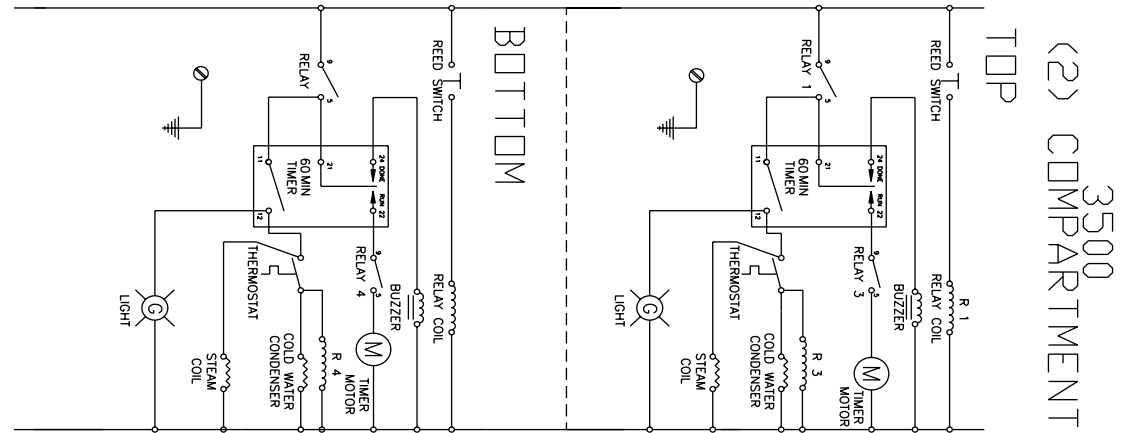 3500
(2) COMPARTMENT
TOP
REED SWITCH
R 1
RELAY COIL
9
RELAY 1
5
24 DONE
RUN 22
21
11
60 MIN
TIMER
12
BUZZER
9
RELAY 3
5
M
TIMER
MOTOR
R 3
THERMOSTAT
COLD WATER
CONDENSER
STEAM
COIL
G
LIGHT
BOTTOM
REED SWITCH
RELAY COIL
9
RELAY
5
24 DONE
RUN 22
21
11
60 MIN
TIMER
12
BUZZER
9
RELAY 4
5
M
TIMER
MOTOR
R 4
THERMOSTAT
COLD WATER
CONDENSER
STEAM
COIL
G
LIGHT